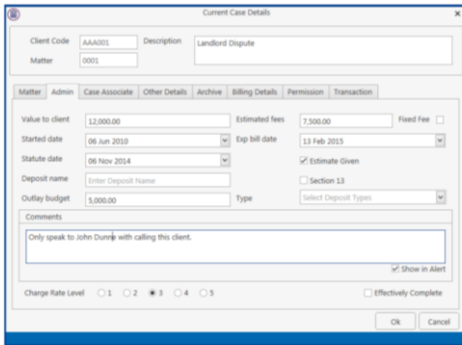 Current Case Details
Client Code AAA001 Description Landlord Dispute
Matter 0001
Matter Admin Case Associate Other Details Archive Billing Details Permission Transaction
Value to client 12,000.00 Estimated fees 7,500.00 Fixed Fee
Started date 06 Jun 2010 Exp bill date 13 Feb 2015
Statute date 06 Nov 2014 Estimate Given
Deposit name Enter Deposit Name Section 13
Outlay budget 5,000.00 Type Select Deposit Types
Comments
Only speak to John Dunne with calling this client.
Show in Alert
Charge Rate Level 1 2 3 4 5 Effectively Complete
Ok Cancel